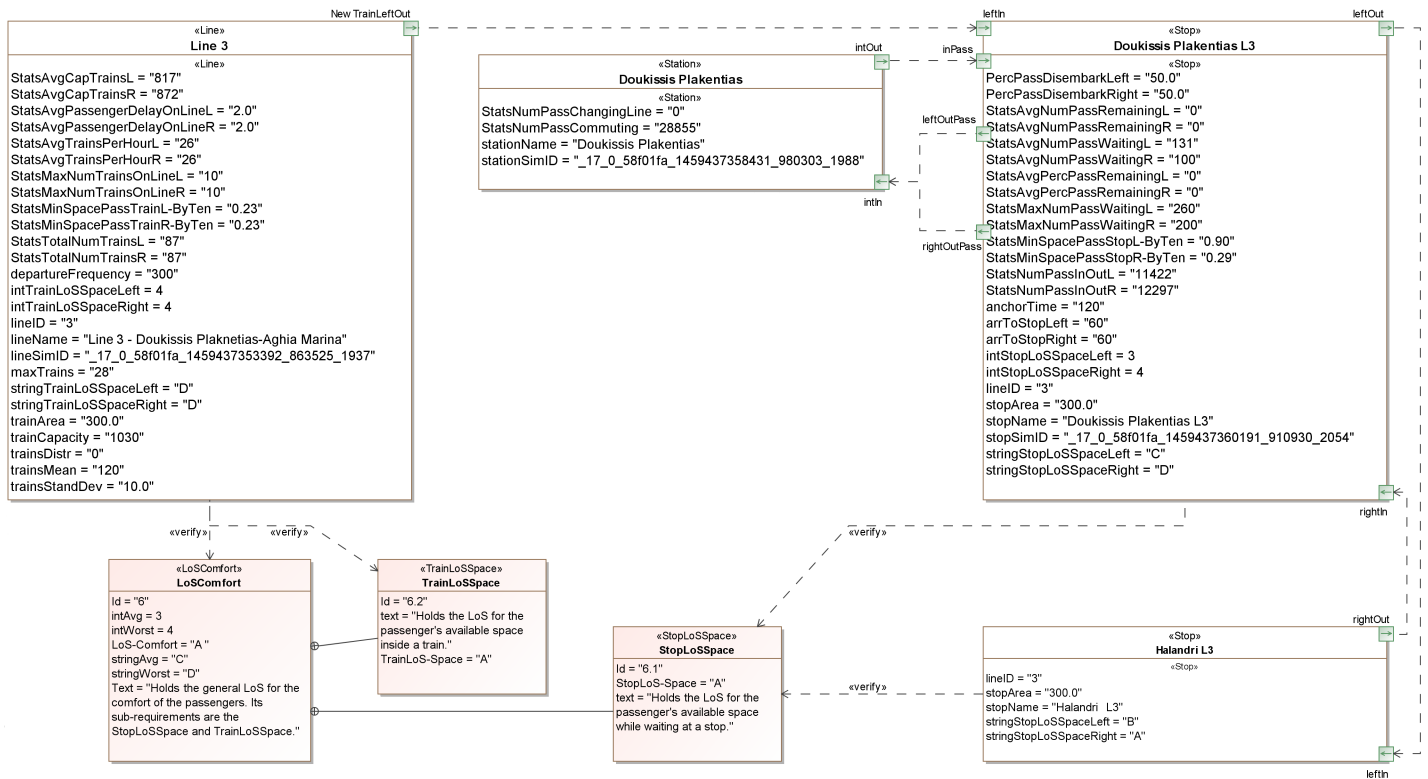 New TrainLeftOut
«Line»
Line 3
«Line»
StatsAvgCapTrainsL = "817"
StatsAvgCapTrainsR = "872"
StatsAvgPassengerDelayOnLineL = "2.0"
StatsAvgPassengerDelayOnLineR = "2.0"
StatsAvgTrainsPerHourL = "26"
StatsAvgTrainsPerHourR = "26"
StatsMaxNumTrainsOnLineL = "10"
StatsMaxNumTrainsOnLineR = "10"
StatsMinSpacePassTrainL-ByTen = "0.23"
StatsMinSpacePassTrainR-ByTen = "0.23"
StatsTotalNumTrainsL = "87"
StatsTotalNumTrainsR = "87"
departureFrequency = "300"
intTrainLoSSpaceLeft = 4
intTrainLoSSpaceRight = 4
lineID = "3"
lineName = "Line 3 - Doukissis Plaknetias-Aghia Marina"
lineSimID = "_17_0_58f01fa_1459437353392_863525_1937"
maxTrains = "28"
stringTrainLoSSpaceLeft = "D"
stringTrainLoSSpaceRight = "D"
trainArea = "300.0"
trainCapacity = "1030"
trainsDistr = "0"
trainsMean = "120"
trainsStandDev = "10.0"
intOut
«Station»
Doukissis Plakentias
«Station»
StatsNumPassChangingLine = "0"
StatsNumPassCommuting = "28855"
stationName = "Doukissis Plakentias"
stationSimID = "_17_0_58f01fa_1459437358431_980303_1988"
intIn
leftIn
leftOut
inPass
leftOutPass
rightOutPass
«Stop»
Doukissis Plakentias L3
«Stop»
PercPassDisembarkLeft = "50.0"
PercPassDisembarkRight = "50.0"
StatsAvgNumPassRemainingL = "0"
StatsAvgNumPassRemainingR = "0"
StatsAvgNumPassWaitingL = "131"
StatsAvgNumPassWaitingR = "100"
StatsAvgPercPassRemainingL = "0"
StatsAvgPercPassRemainingR = "0"
StatsMaxNumPassWaitingL = "260"
StatsMaxNumPassWaitingR = "200"
StatsMinSpacePassStopL-ByTen = "0.90"
StatsMinSpacePassStopR-ByTen = "0.29"
StatsNumPassInOutL = "11422"
StatsNumPassInOutR = "12297"
anchorTime = "120"
arrToStopLeft = "60"
arrToStopRight = "60"
intStopLoSSpaceLeft = 3
intStopLoSSpaceRight = 4
lineID = "3"
stopArea = "300.0"
stopName = "Doukissis Plakentias L3"
stopSimID = "_17_0_58f01fa_1459437360191_910930_2054"
stringStopLoSSpaceLeft = "C"
stringStopLoSSpaceRight = "D"
rightIn
«verify»
«verify»
«verify»
«LoSComfort»
LoSComfort
Id = "6"
intAvg = 3
intWorst = 4
LoS-Comfort = "A "
stringAvg = "C"
stringWorst = "D"
Text = "Holds the general LoS for the
comfort of the passengers. Its
sub-requirements are the
StopLoSSpace and TrainLoSSpace."
«TrainLoSSpace»
TrainLoSSpace
Id = "6.2"
text = "Holds the LoS for the
passenger's available space
inside a train."
TrainLoS-Space = "A"
«StopLoSSpace»
StopLoSSpace
Id = "6.1"
StopLoS-Space = "A"
text = "Holds the LoS for the
passenger's available space
while waiting at a stop."
«verify»
rightOut
«Stop»
Halandri L3
«Stop»
lineID = "3"
stopArea = "300.0"
stopName = "Halandri  L3"
stringStopLoSSpaceLeft = "B"
stringStopLoSSpaceRight = "A"
leftIn